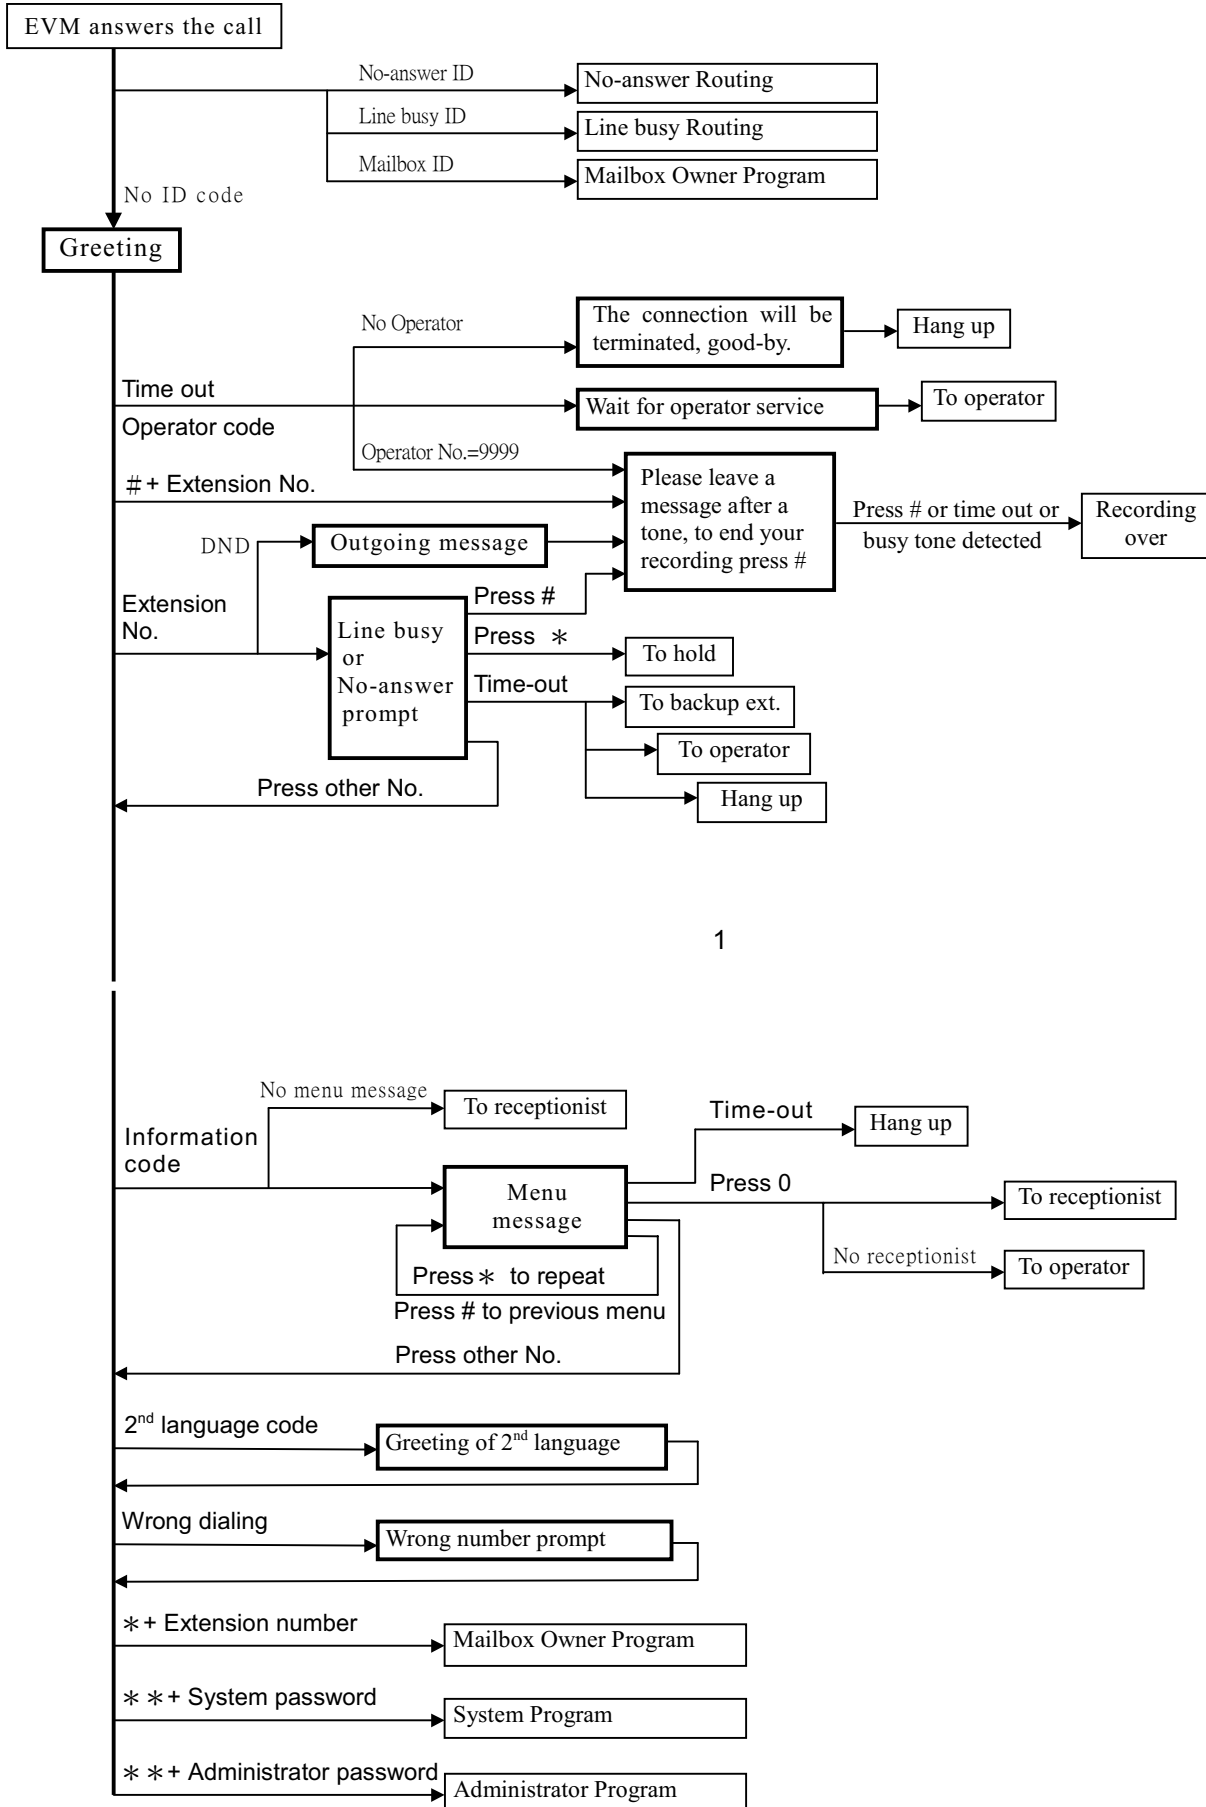 EVM answers the call
No-answer ID
No-answer Routing
Line busy ID
Line busy Routing
Mailbox ID
Mailbox Owner Program
No ID code
Greeting
No Operator
The connection will be
terminated, good-by.
Hang up
Time out
Operator code
Wait for operator service
To operator
Operator No.=9999
#+ Extension No.
Please leave a
message after a
tone, to end your
recording press #
Press # or time out or
busy tone detected
Recording
over
DND
Outgoing message
Extension
No.
Line busy
or
No-answer
prompt
Press #
Press *
To hold
Time-out
To backup ext.
To operator
Hang up
Press other No.
1
No menu message
To receptionist
Information
code
Menu
message
Time-out
Hang up
Press 0
To receptionist
No receptionist
To operator
Press * to repeat
Press # to previous menu
Press other No.
2nd language code
Greeting of 2nd language
Wrong dialing
Wrong number prompt
*+ Extension number
Mailbox Owner Program
**+ System password
System Program
**+ Administrator password
Administrator Program